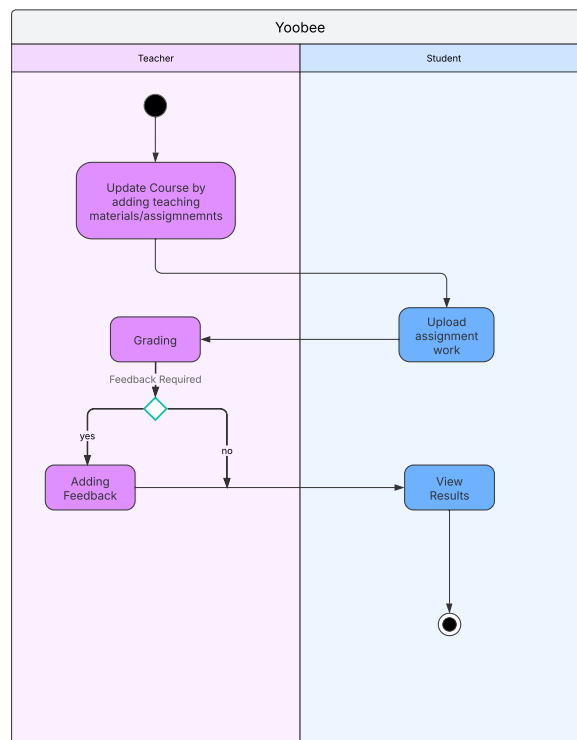 Yoobee
Teacher
Student
Update Course by
adding teaching
materials/assigmnemnts
Upload
assignment
work
Grading
Feedback Required
yes
no
Adding
Feedback
View
Results